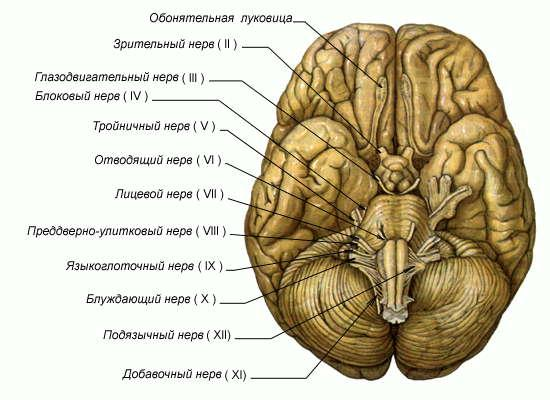 Обонятельная луковица
Зрительный нерв ( II )
Глазодвигательный нерв ( III )
Блоковый нерв ( IV )
Тройничный нерв ( V )
Отводящий нерв ( VI )
Лицевой нерв ( VII )
Преддверно-улитковый нерв ( VIII )
Языкоглоточный нерв ( IX )
Блуждающий нерв ( X )
Подязычный нерв ( XII)
Добавочный нерв ( XI)